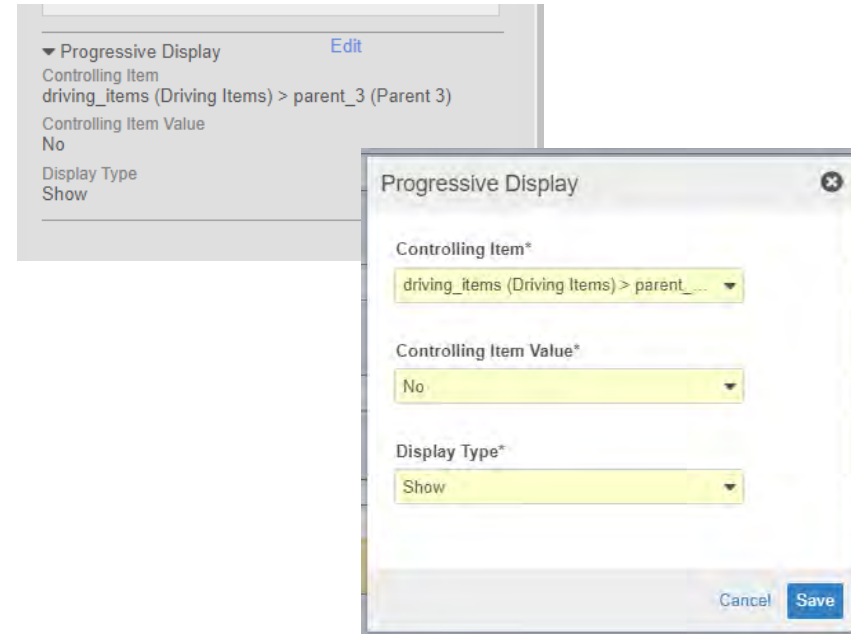 Progressive Display Edit
Controlling Item
driving_items (Driving Items) > parent_3 (Parent 3)
Controlling Item Value
No
Display Type
Show
Progressive Display
Controlling Item*
driving_items (Driving Items) > parent_...
Controlling Item Value*
No
Display Type*
Show
Cancel Save